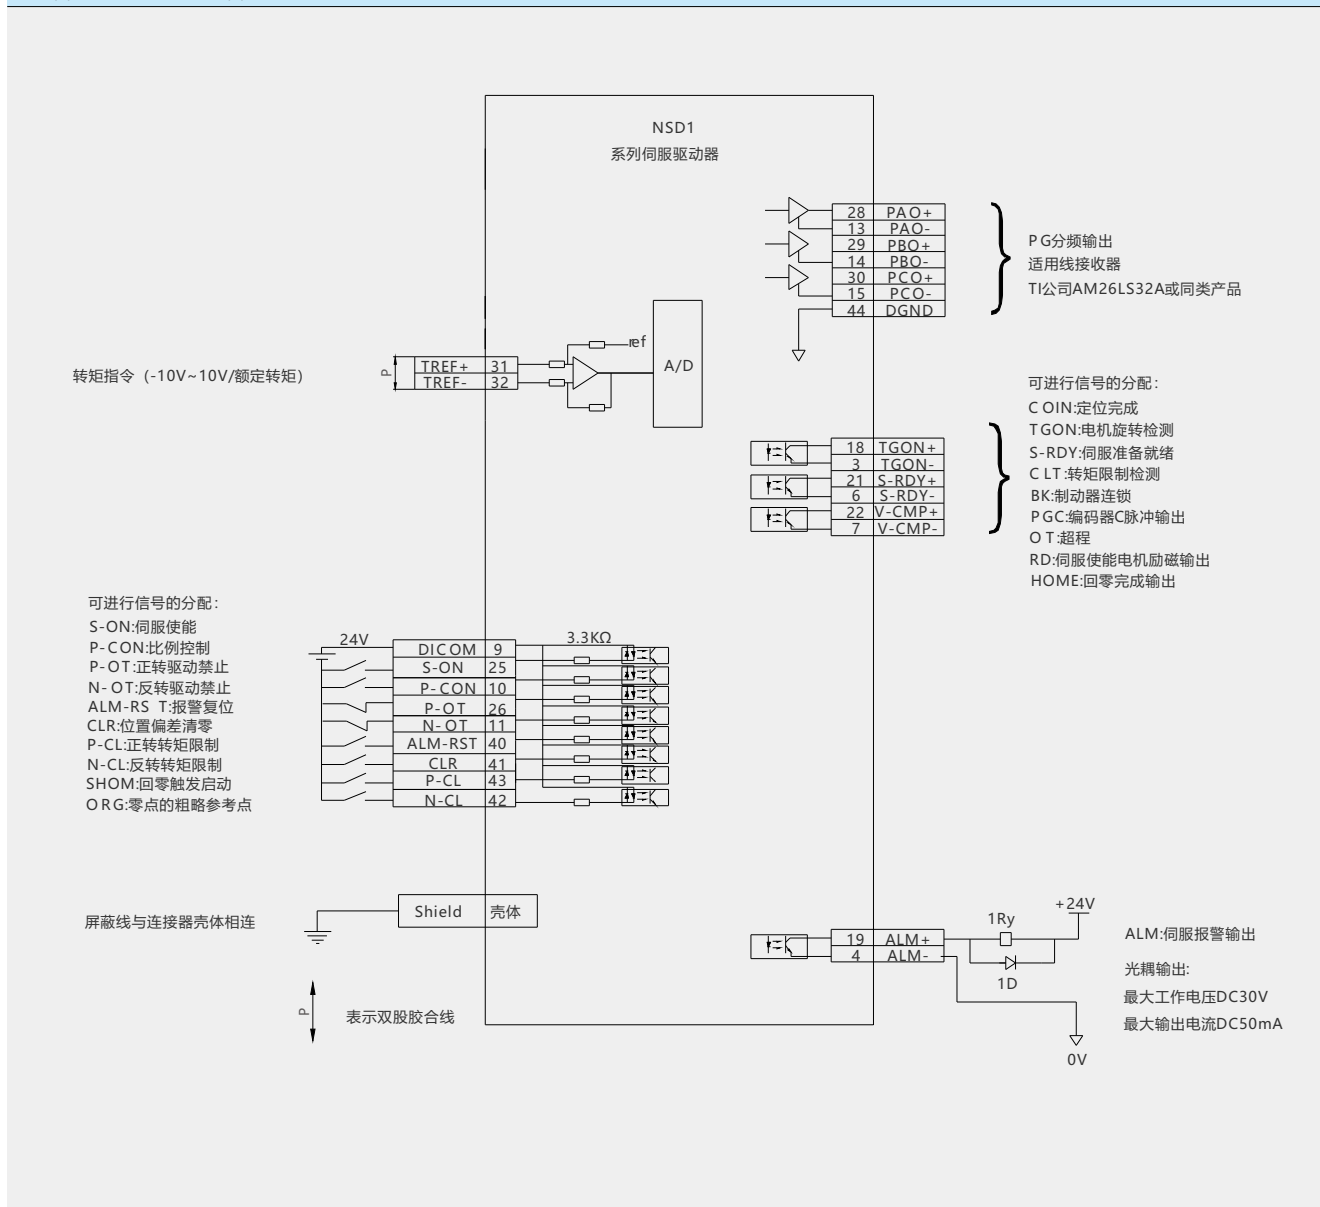 NSD1
系列伺服驱动器
28 PAO+
13 PAO-
29 PBO+
14 PBO-
30 PCO+
15 PCO-
44 DGND
PG分频输出
适用线接收器
TI公司AM26LS32A或同类产品
转矩指令（-10V~10V/额定转矩）
P
TREF+ 31
TREF- 32
ref
A/D
18 TGON+
3 TGON-
21 S-RDY+
6 S-RDY-
22 V-CMP+
7 V-CMP-
可进行信号的分配：
COIN:定位完成
TGON:电机旋转检测
S-RDY:伺服准备就绪
CLT:转矩限制检测
BK:制动器连锁
PGC:编码器C脉冲输出
OT:超程
RD:伺服使能电机励磁输出
HOME:回零完成输出
可进行信号的分配：
S-ON:伺服使能
P-CON:比例控制
P-OT:正转驱动禁止
N-OT:反转驱动禁止
ALM-RS T:报警复位
CLR:位置偏差清零
P-CL:正转转矩限制
N-CL:反转转矩限制
SHOM:回零触发启动
ORG:零点的粗略参考点
24V
DICOM 9
S-ON 25
P-CON 10
P-OT 26
N-OT 11
ALM-RST 40
CLR 41
P-CL 43
N-CL 42
3.3KΩ
屏蔽线与连接器壳体相连
Shield 壳体
P
表示双股胶合线
19 ALM+
4 ALM-
1Ry
+24V
1D
0V
ALM:伺服报警输出
光耦输出:
最大工作电压DC30V
最大输出电流DC50mA